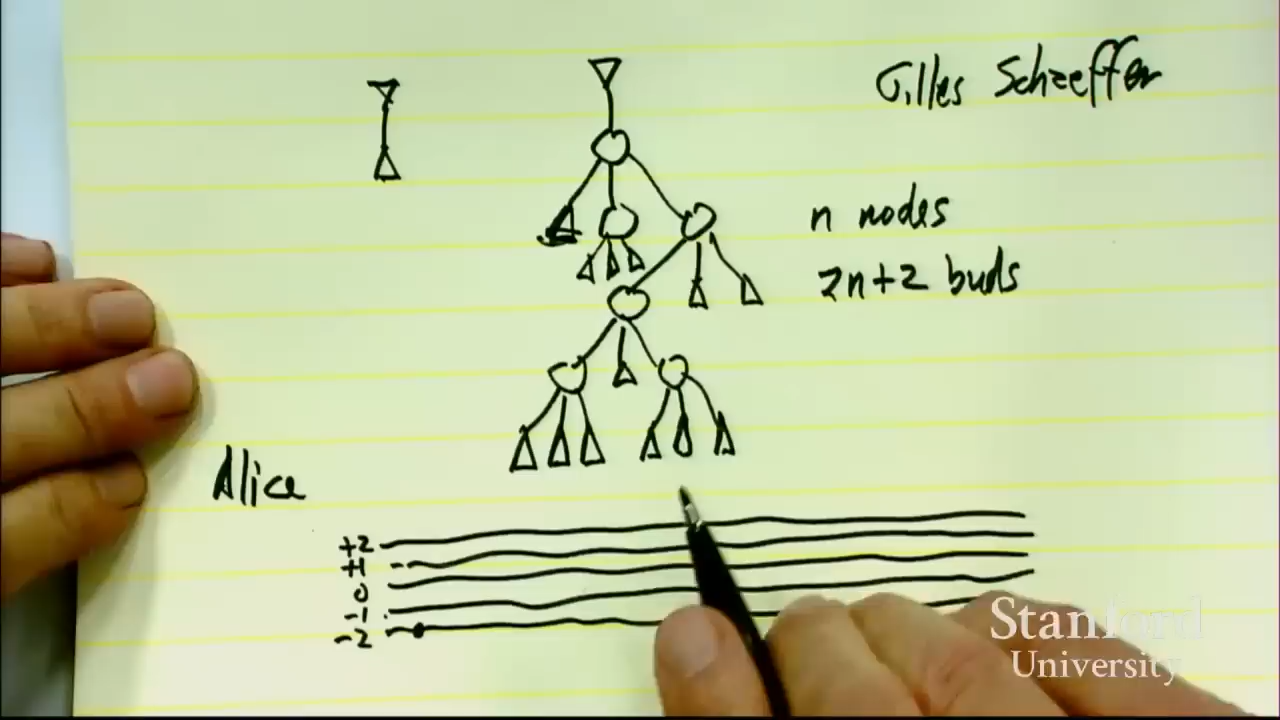 Gilles Schaeffer
n nodes
2n+2 buds
Alice
+2
+1
0
-1
-2
Stanford
University